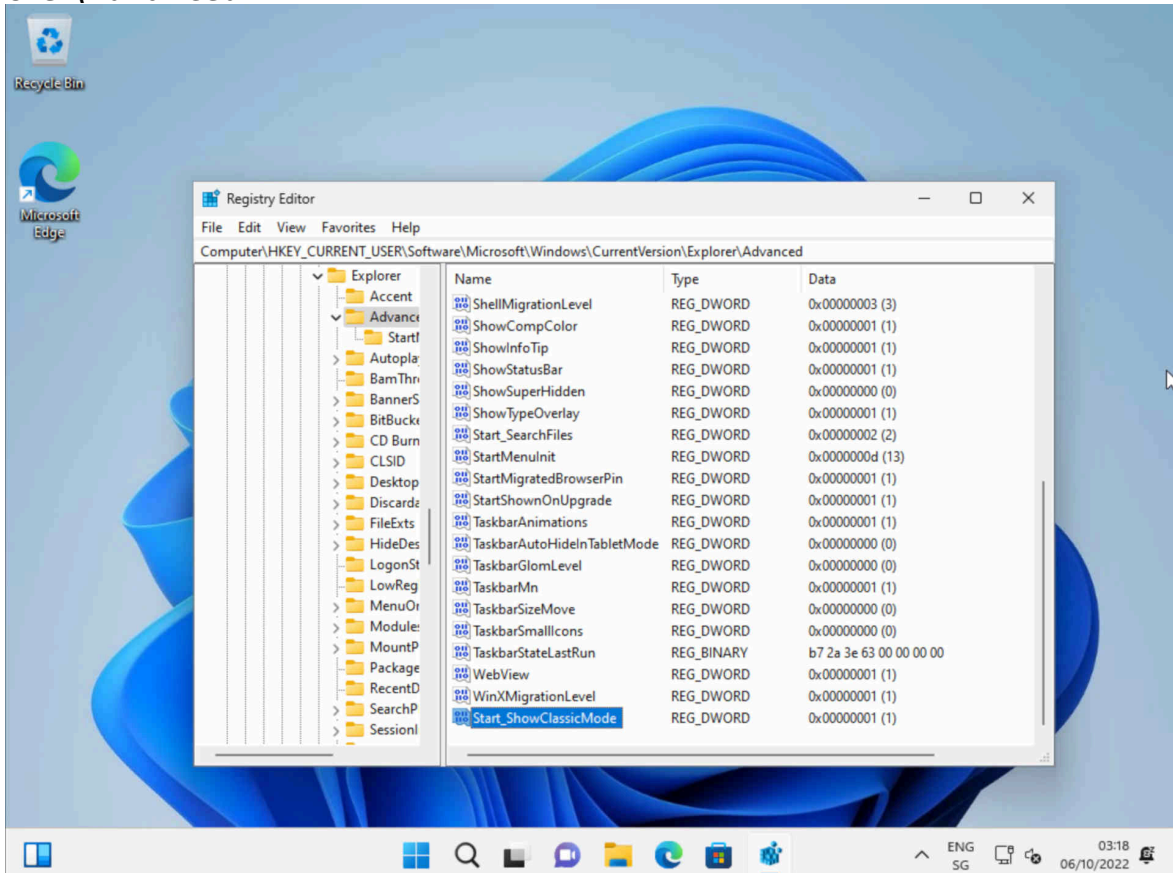 Recycle Bin
Microsoft
Edge
Registry Editor
File Edit View Favorites Help
Computer\HKEY_CURRENT_USER\Software\Microsoft\Windows\CurrentVersion\Explorer\Advanced
Explorer
Accent
Advance
Start
Autopla
BamThr
BannerS
BitBucke
CD Burn
CLSID
Desktop
Discarda
FileExts
HideDes
LogonSt
LowReg
MenuOr
Modules
MountP
Package
RecentD
SearchP
SessionI
Name Type Data
ShellMigrationLevel REG_DWORD 0x00000003 (3)
ShowCompColor REG_DWORD 0x00000001 (1)
ShowInfoTip REG_DWORD 0x00000001 (1)
ShowStatusBar REG_DWORD 0x00000001 (1)
ShowSuperHidden REG_DWORD 0x00000000 (0)
ShowTypeOverlay REG_DWORD 0x00000001 (1)
Start_SearchFiles REG_DWORD 0x00000002 (2)
StartMenuInit REG_DWORD 0x0000000d (13)
StartMigratedBrowserPin REG_DWORD 0x00000001 (1)
StartShownOnUpgrade REG_DWORD 0x00000001 (1)
TaskbarAnimations REG_DWORD 0x00000001 (1)
TaskbarAutoHideInTabletMode REG_DWORD 0x00000000 (0)
TaskbarGlomLevel REG_DWORD 0x00000000 (0)
TaskbarMn REG_DWORD 0x00000001 (1)
TaskbarSizeMove REG_DWORD 0x00000000 (0)
TaskbarSmallIcons REG_DWORD 0x00000000 (0)
TaskbarStateLastRun REG_BINARY b7 2a 3e 63 00 00 00 00
WebView REG_DWORD 0x00000001 (1)
WinXMigrationLevel REG_DWORD 0x00000001 (1)
Start_ShowClassicMode REG_DWORD 0x00000001 (1)
ENG
SG
03:18
06/10/2022